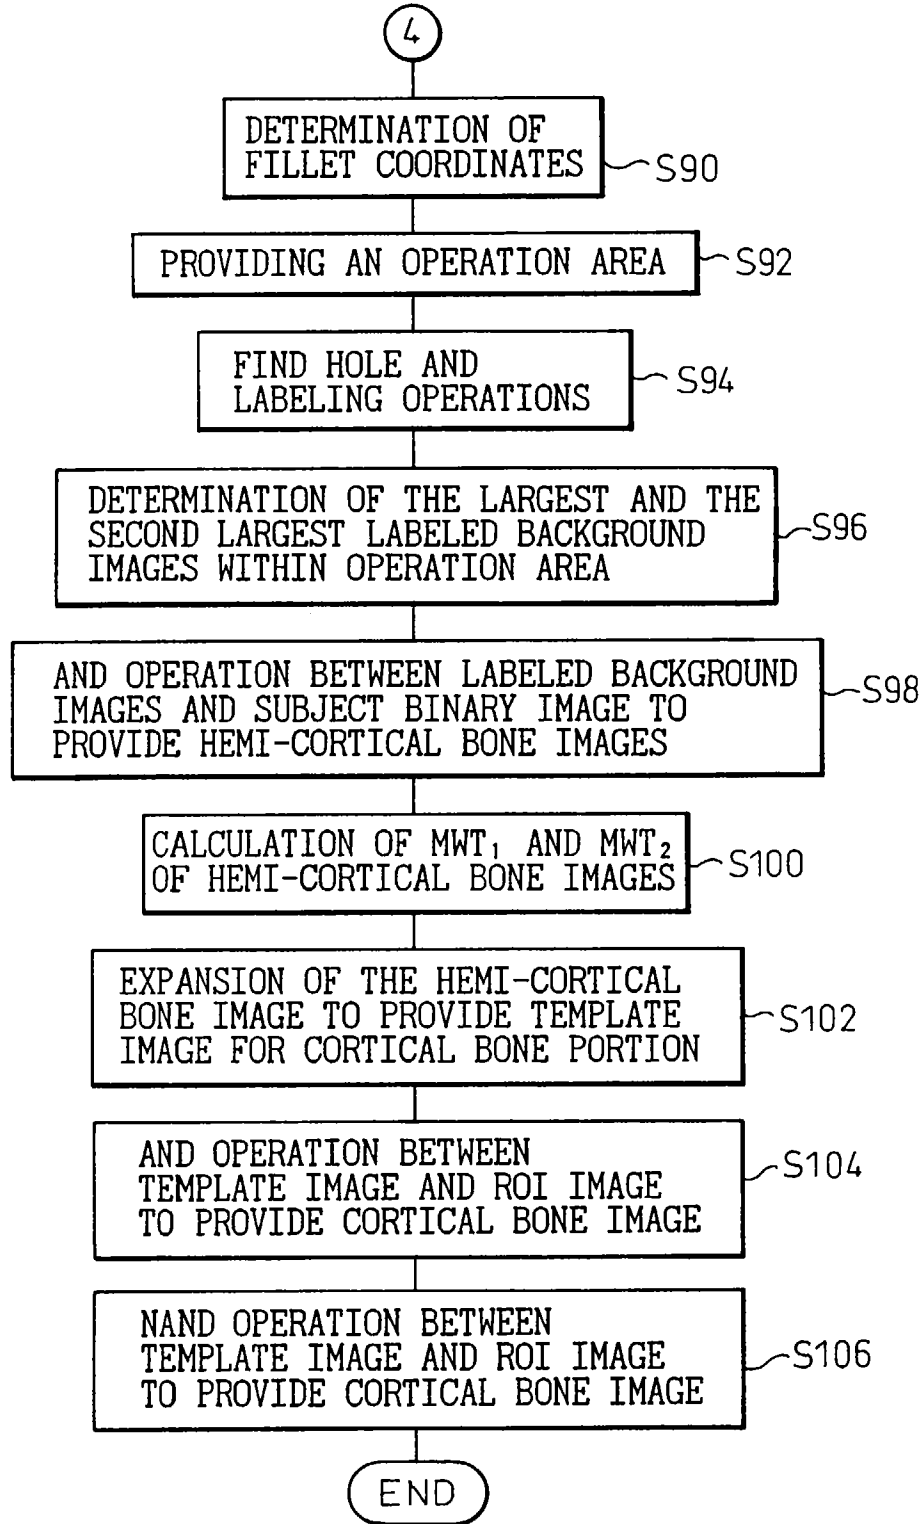 4
DETERMINATION OF
FILLET COORDINATES
S90
PROVIDING AN OPERATION AREA
S92
FIND HOLE AND
LABELING OPERATIONS
S94
DETERMINATION OF THE LARGEST AND THE
SECOND LARGEST LABELED BACKGROUND
IMAGES WITHIN OPERATION AREA
S96
AND OPERATION BETWEEN LABELED BACKGROUND
IMAGES AND SUBJECT BINARY IMAGE TO
PROVIDE HEMI-CORTICAL BONE IMAGES
S98
CALCULATION OF MWT₁ AND MWT₂
OF HEMI-CORTICAL BONE IMAGES
S100
EXPANSION OF THE HEMI-CORTICAL
BONE IMAGE TO PROVIDE TEMPLATE
IMAGE FOR CORTICAL BONE PORTION
S102
AND OPERATION BETWEEN
TEMPLATE IMAGE AND ROI IMAGE
TO PROVIDE CORTICAL BONE IMAGE
S104
NAND OPERATION BETWEEN
TEMPLATE IMAGE AND ROI IMAGE
TO PROVIDE CORTICAL BONE IMAGE
S106
END